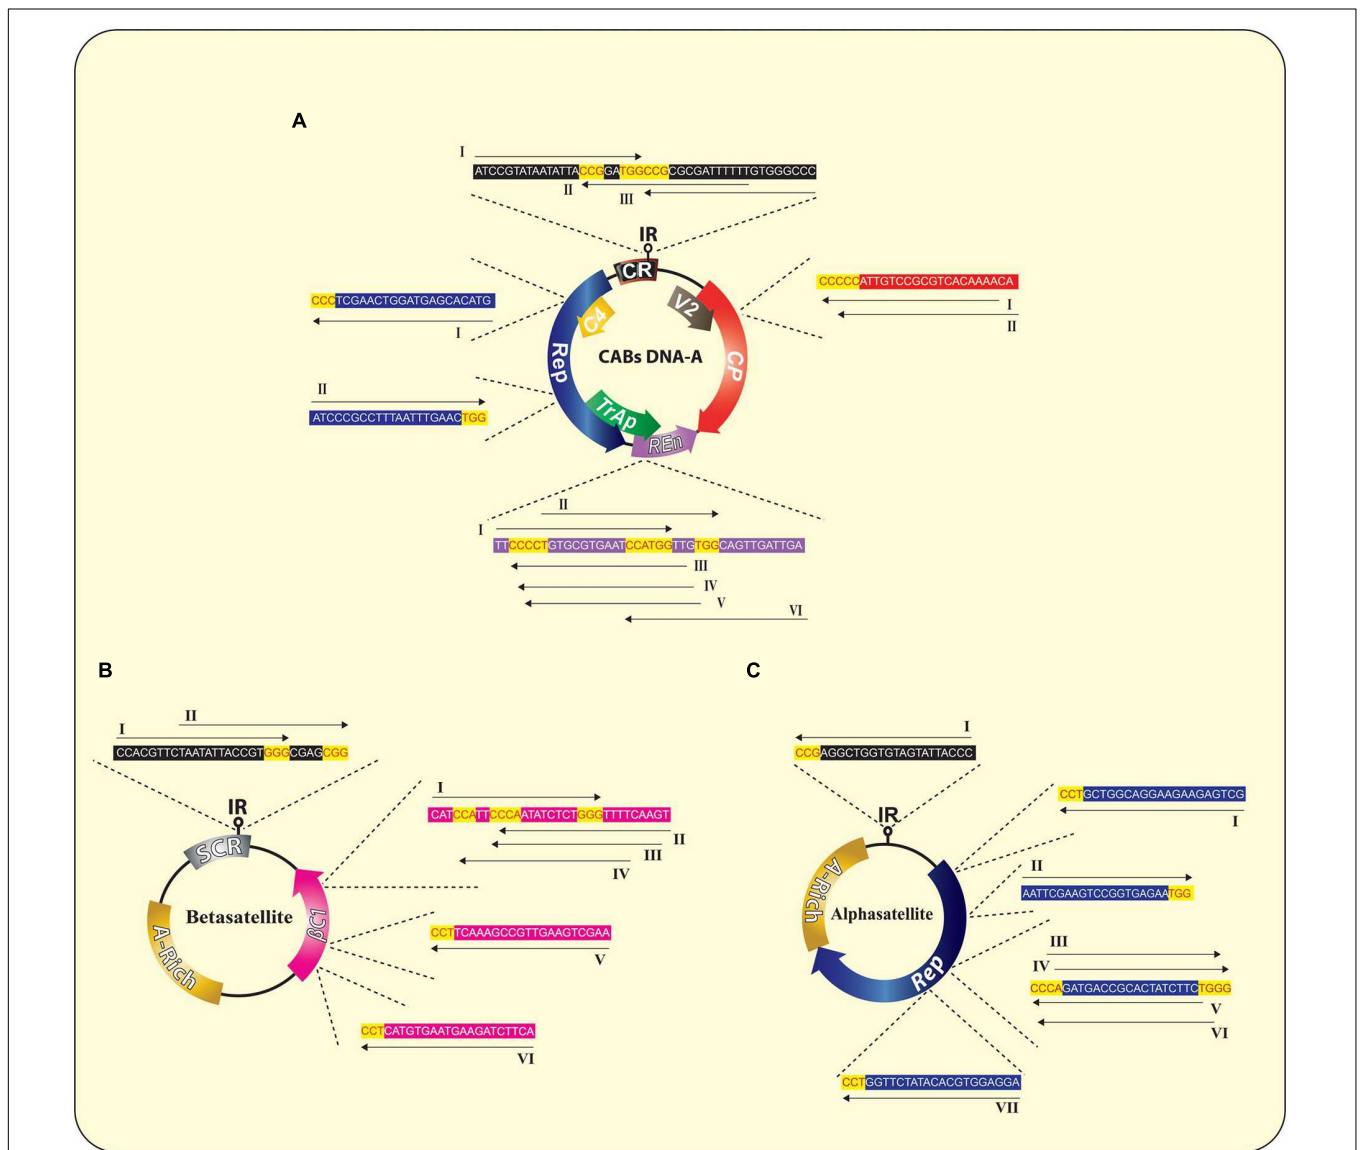 A
I
ATCCGTATAATATTACCGGATGGCCGCGCGATTTTTTGTGGGCCC
II
III
IR
CR
CCCTCGAACTGGATGAGCACATG
I
CCCCCATTGTCCGCGTCACAAAACA
I
II
C4
V2
Rep
CABs DNA-A
CP
II
ATCCCGCCTTTAATTTGAACTGG
TrAp
REn
II
I
TTCCCCTGTGCGTGAATCCATGGTTGTGGCAGTTGATTGA
III
IV
V
VI
B
II
I
CCACGTTCTAATATTACCGTGGGCGAGCGG
IR
SCR
Betasatellite
βC1
A-Rich
I
CATCCATTCCCAATATCTCTGGGTTTTCAAGT
II
III
IV
CCTTCAAAGCCGTTGAAGTCGAA
V
CCTCATGTGAATGAAGATCTTCA
VI
C
I
CCGAGGCTGGTGTAGTATTACCC
IR
A-Rich
Alphasatellite
Rep
CCTGCTGGCAGGAAGAAGAGTCG
I
II
AATTCGAAGTCCGGTGAGAATGG
III
IV
CCCAGATGACCGCACTATCTTCTGGG
V
VI
CCTGGTTCTATACACGTGGAGGA
VII